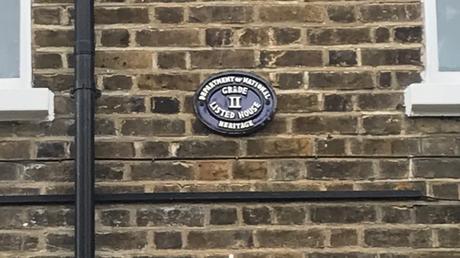 DEPARTMENT OF NATIONAL
GRADE
II
LISTED HOUSE
HERITAGE